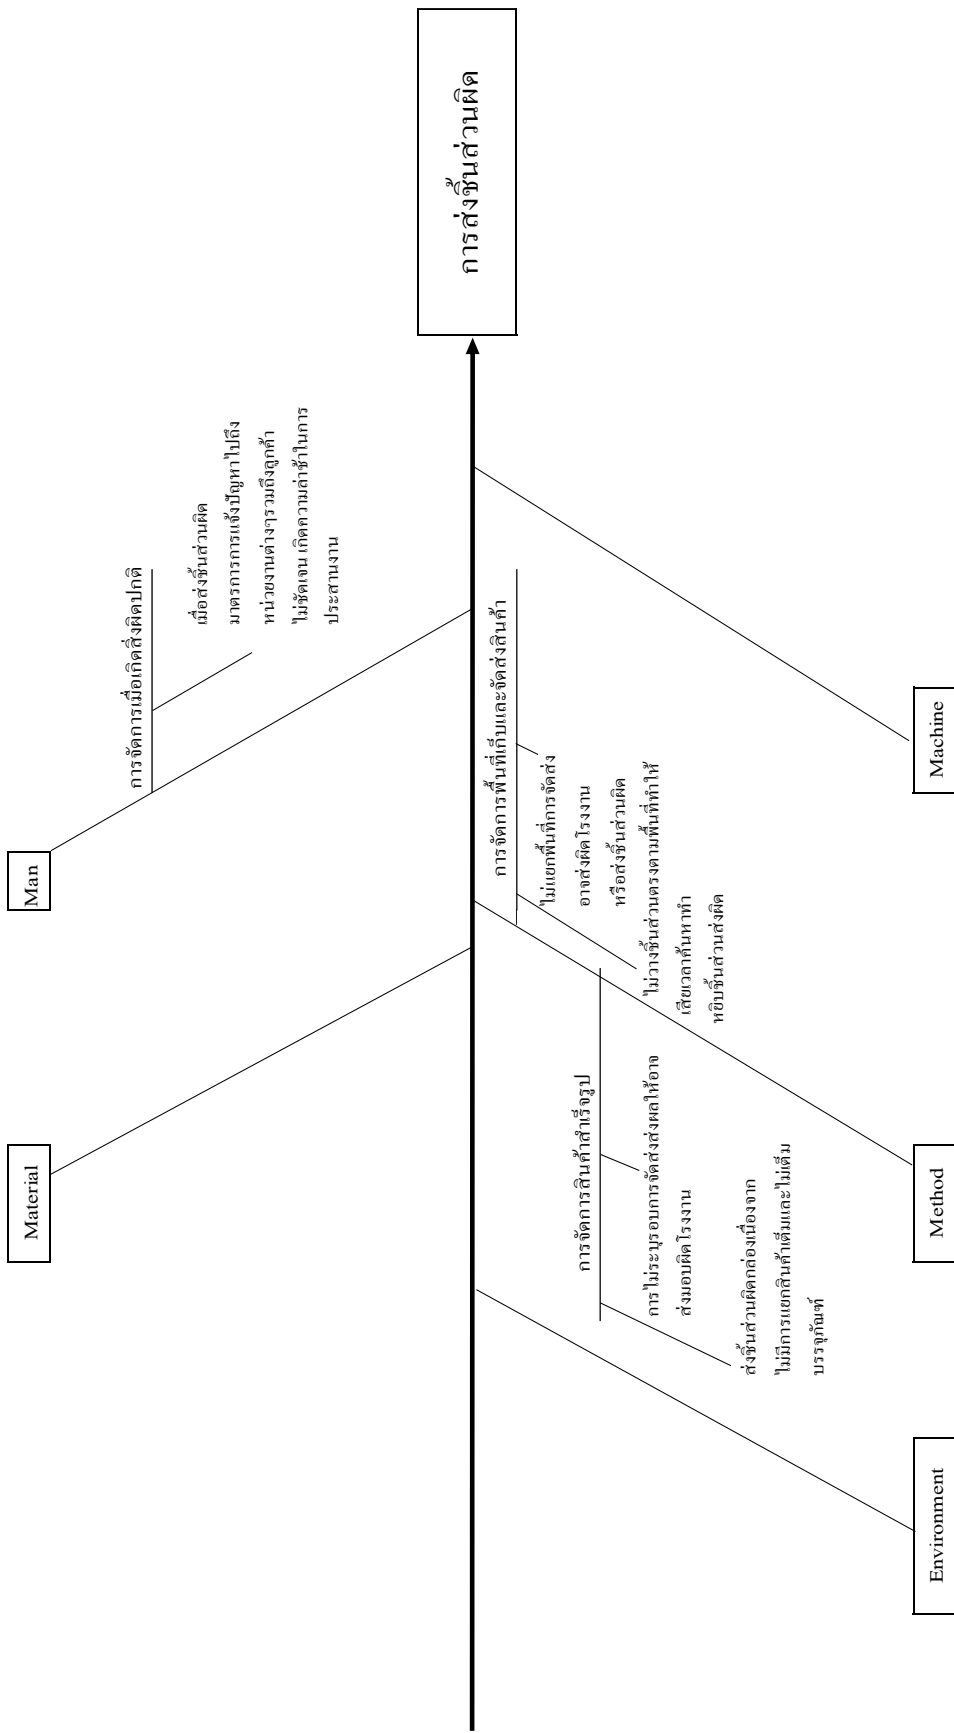 Material
Man
การจัดการเมื่อเกิดสิ่งผิดปกติ
เมื่อส่งชิ้นส่วนผิด
มาตรการการแจ้งปัญหาไปถึง
หน่วยงานต่างๆรวมถึงลูกค้า
ไม่ชัดเจน เกิดความล่าช้าในการ
ประสานงาน
การส่งชิ้นส่วนผิด
การจัดการพื้นที่เก็บและจัดส่งสินค้า
ไม่แยกพื้นที่การจัดส่ง
อาจส่งผิดโรงงาน
หรือส่งชิ้นส่วนผิด
ไม่วางชิ้นส่วนตรงตามพื้นที่ทำให้
เสียเวลาค้นหาทำ
หยิบชิ้นส่วนส่งผิด
การจัดการสินค้าสำเร็จรูป
การไม่ระบุรอบการจัดส่งส่งผลให้อาจ
ส่งมอบผิดโรงงาน
ส่งชิ้นส่วนผิดกล่องเนื่องจาก
ไม่มีการแยกสินค้าเต็มและไม่เต็ม
บรรจุภัณฑ์
Environment
Method
Machine